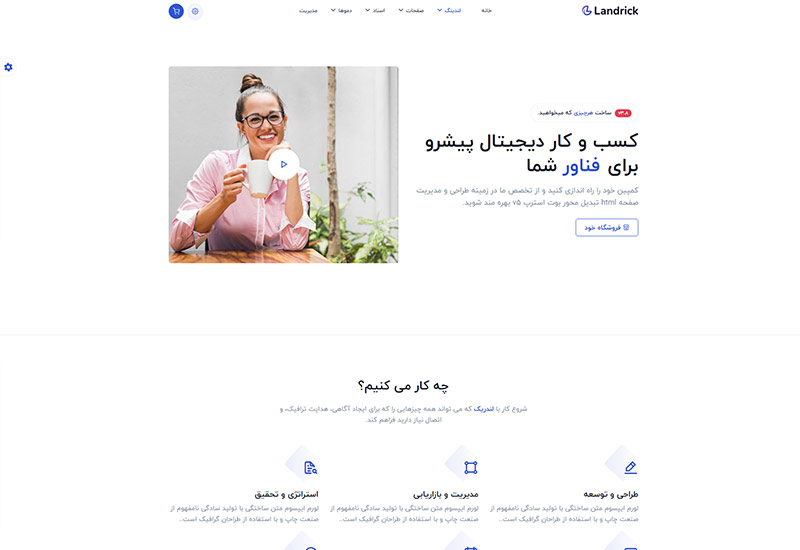 Landrick
خانه
لندینگ
صفحات
اسناد
دموها
مدیریت
v۳.۸ ساخت هرچیزی که میخواهید.
کسب و کار دیجیتال پیشرو
برای فناور شما
کمپین خود را راه اندازی کنید و از تخصص ما در زمینه طراحی و مدیریت
صفحه html تبدیل محور بوت استرپ v۵ بهره مند شوید.
فروشگاه خود
چه کار می کنیم؟
شروع کار با لندریک که می تواند همه چیزهایی را که برای ایجاد آگاهی، هدایت ترافیک، و
اتصال نیاز دارید فراهم کند.
طراحی و توسعه
لورم ایپسوم متن ساختگی با تولید سادگی نامفهوم از
صنعت چاپ و با استفاده از طراحان گرافیک است..
مدیریت و بازاریابی
لورم ایپسوم متن ساختگی با تولید سادگی نامفهوم از
صنعت چاپ و با استفاده از طراحان گرافیک است..
استراتژی و تحقیق
لورم ایپسوم متن ساختگی با تولید سادگی نامفهوم از
صنعت چاپ و با استفاده از طراحان گرافیک است..